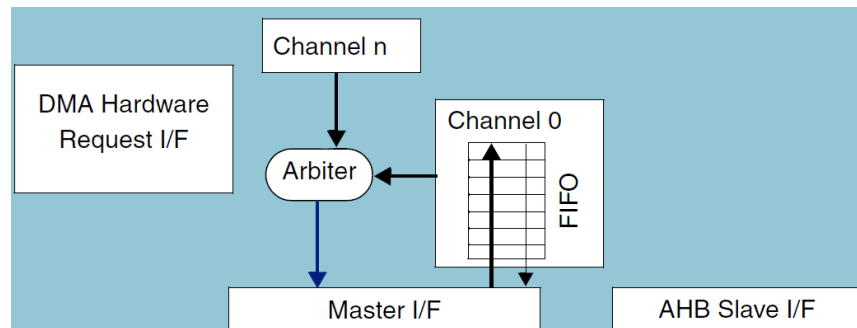 Channel n
DMA Hardware
Request I/F
Channel 0
Arbiter
FIFO
Master I/F
AHB Slave I/F